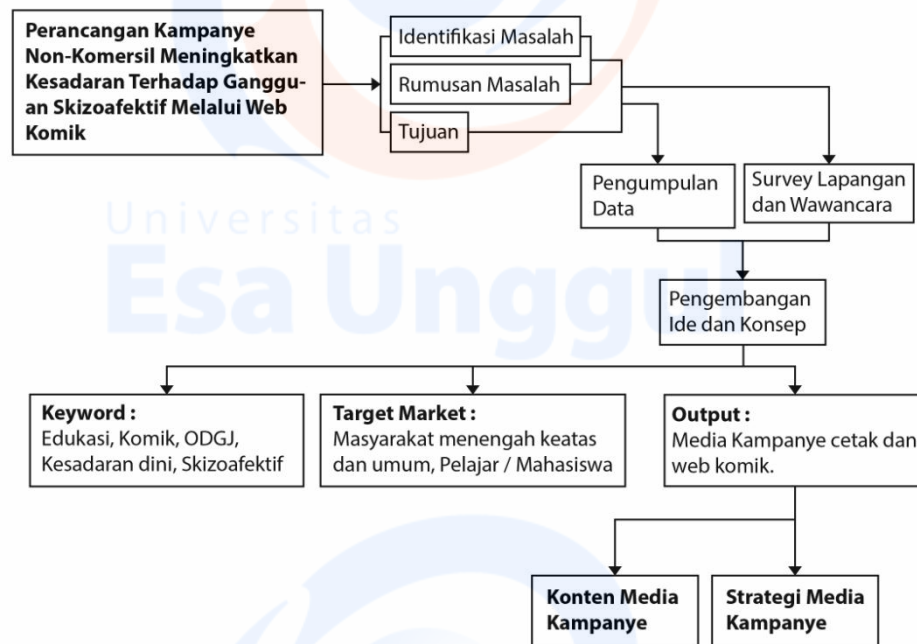 Perancangan Kampanye
Non-Komersil Meningkatkan
Kesadaran Terhadap Ganggu-
an Skizoafektif Melalui Web
Komik
Identifikasi Masalah
Rumusan Masalah
Tujuan
Pengumpulan
Data
Survey Lapangan
dan Wawancara
Universitas
Esa Unggul
Pengembangan
Ide dan Konsep
Keyword :
Edukasi, Komik, ODGJ,
Kesadaran dini, Skizoafektif
Target Market :
Masyarakat menengah keatas
dan umum, Pelajar / Mahasiswa
Output :
Media Kampanye cetak dan
web komik.
Konten Media
Kampanye
Strategi Media
Kampanye